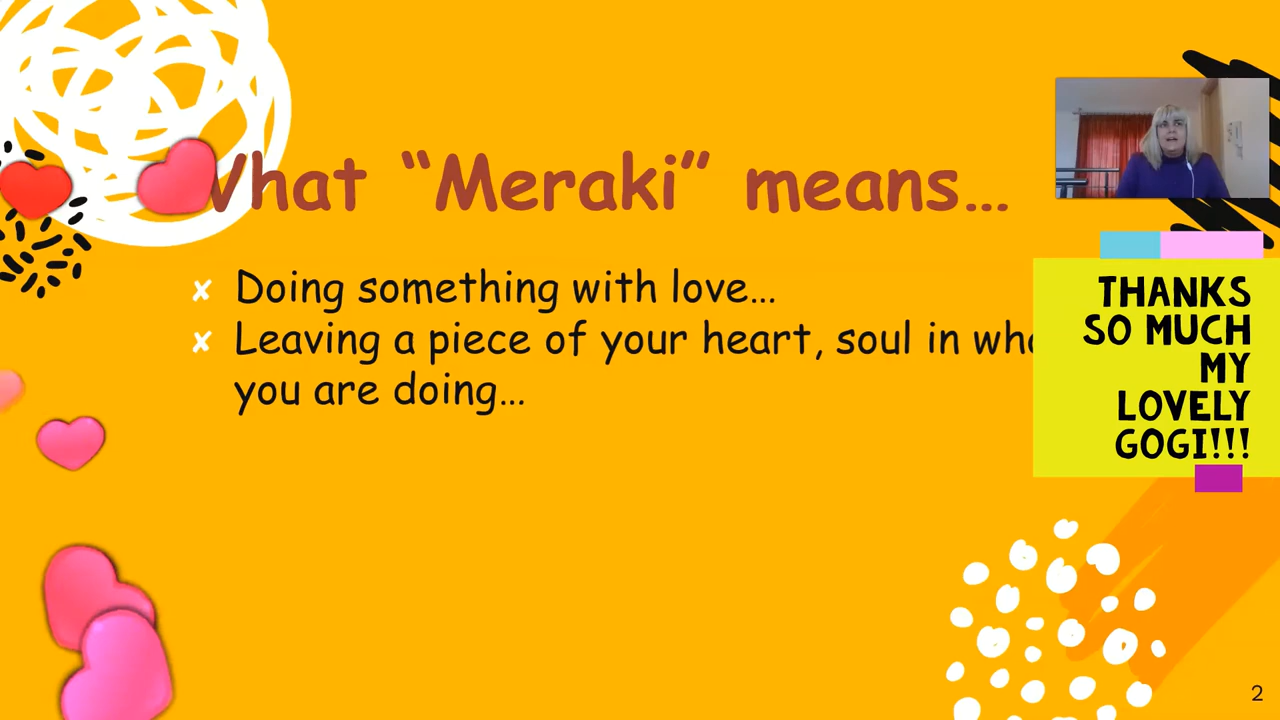 What “Meraki” means...
✘ Doing something with love...
✘ Leaving a piece of your heart, soul in
you are doing...
THANKS
SO MUCH
MY
LOVELY
GOGI!!!
2